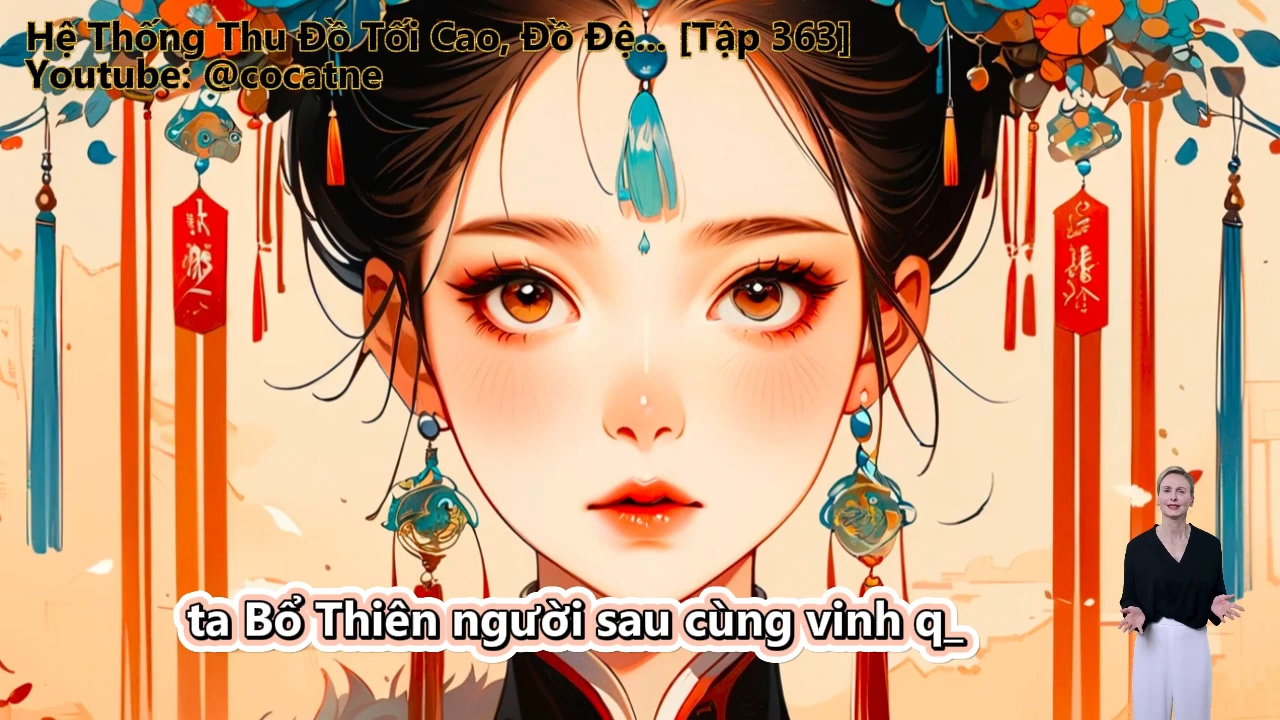 Hệ Thống Thu Đồ Tối Cao, Đồ Đệ... [Tập 363]
Youtube: @cocatne
ta Bổ Thiên người sau cùng vinh q_